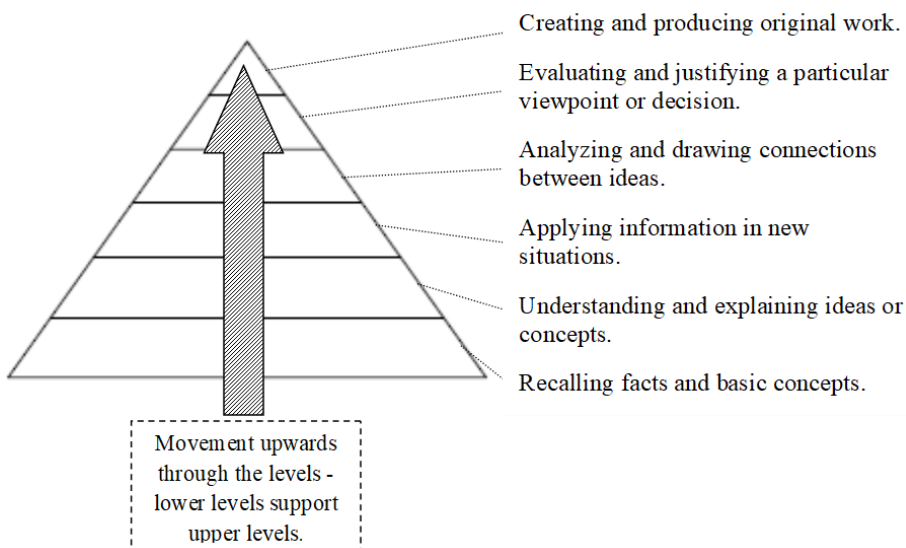 Creating and producing original work.
Evaluating and justifying a particular
viewpoint or decision.
Analyzing and drawing connections
between ideas.
Applying information in new
situations.
Understanding and explaining ideas or
concepts.
Recalling facts and basic concepts.
Movement upwards
through the levels -
lower levels support
upper levels.